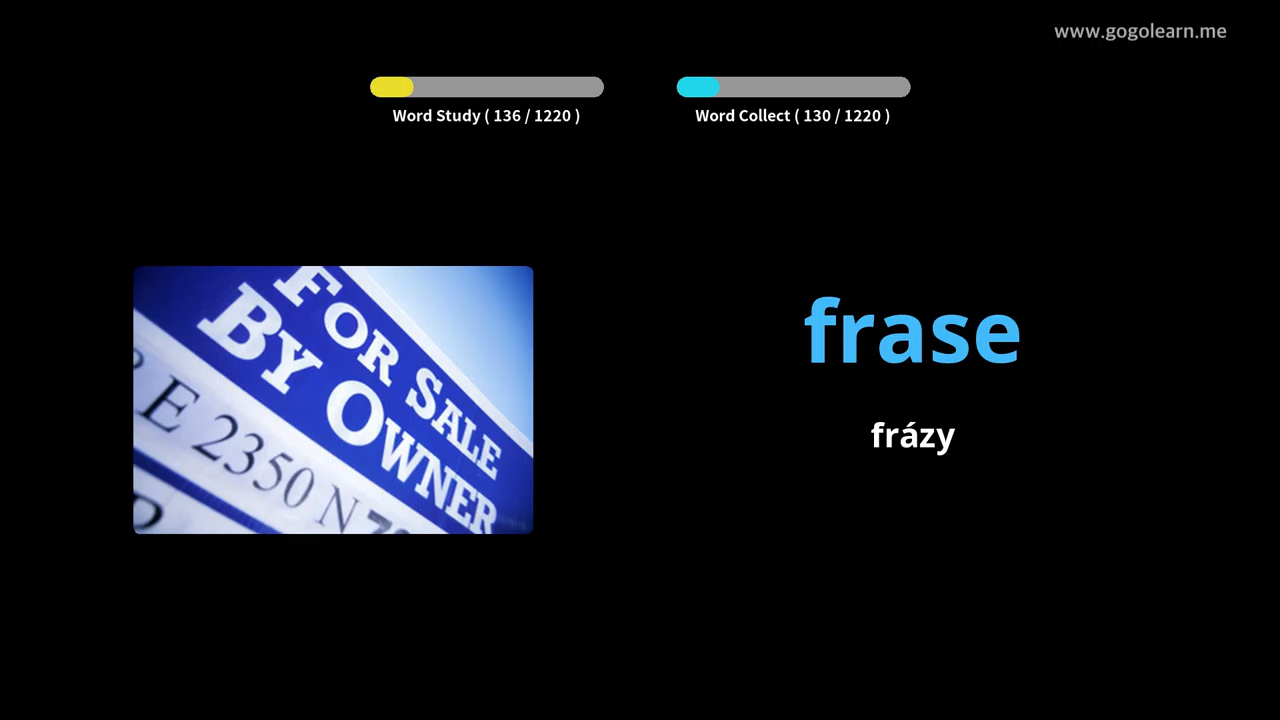 www.gogolearn.me
Word Study ( 136 / 1220 )
Word Collect ( 130 / 1220 )
FOR SALE
BY OWNER
E 2350 N
frase
frázy